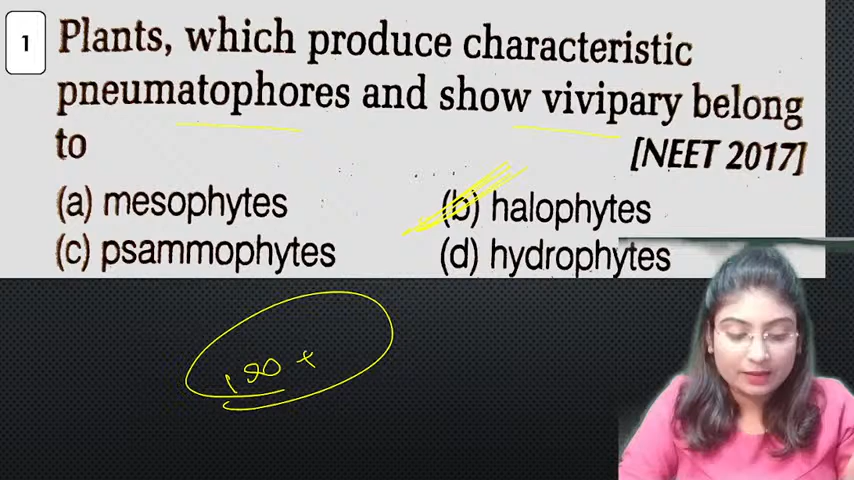 1 Plants, which produce characteristic
pneumatophores and show vivipary belong
to [NEET 2017]
(a) mesophytes (b) halophytes
(c) psammophytes (d) hydrophytes